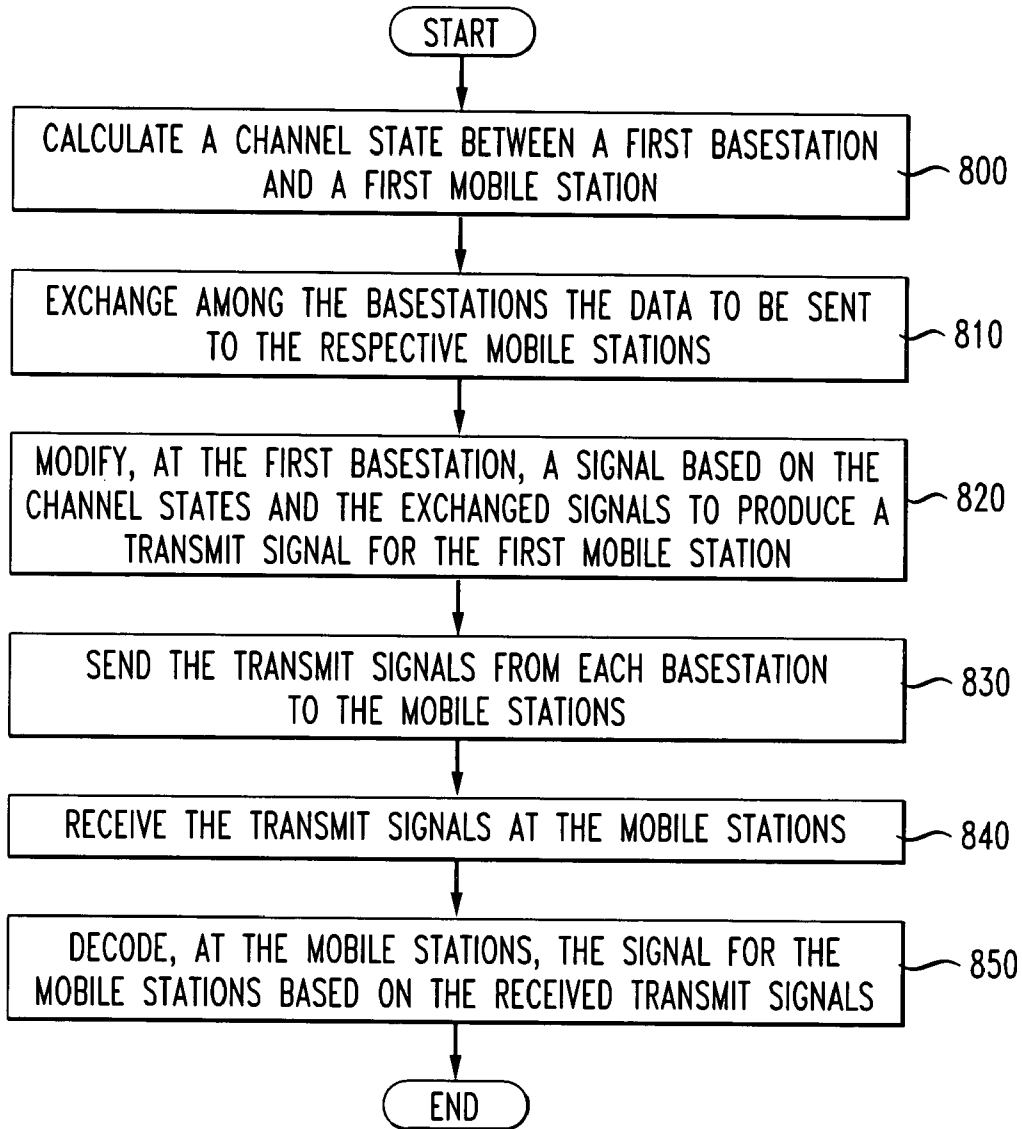 START
CALCULATE A CHANNEL STATE BETWEEN A FIRST BASESTATION
AND A FIRST MOBILE STATION
800
EXCHANGE AMONG THE BASESTATIONS THE DATA TO BE SENT
TO THE RESPECTIVE MOBILE STATIONS
810
MODIFY, AT THE FIRST BASESTATION, A SIGNAL BASED ON THE
CHANNEL STATES AND THE EXCHANGED SIGNALS TO PRODUCE A
TRANSMIT SIGNAL FOR THE FIRST MOBILE STATION
820
SEND THE TRANSMIT SIGNALS FROM EACH BASESTATION
TO THE MOBILE STATIONS
830
RECEIVE THE TRANSMIT SIGNALS AT THE MOBILE STATIONS
840
DECODE, AT THE MOBILE STATIONS, THE SIGNAL FOR THE
MOBILE STATIONS BASED ON THE RECEIVED TRANSMIT SIGNALS
850
END